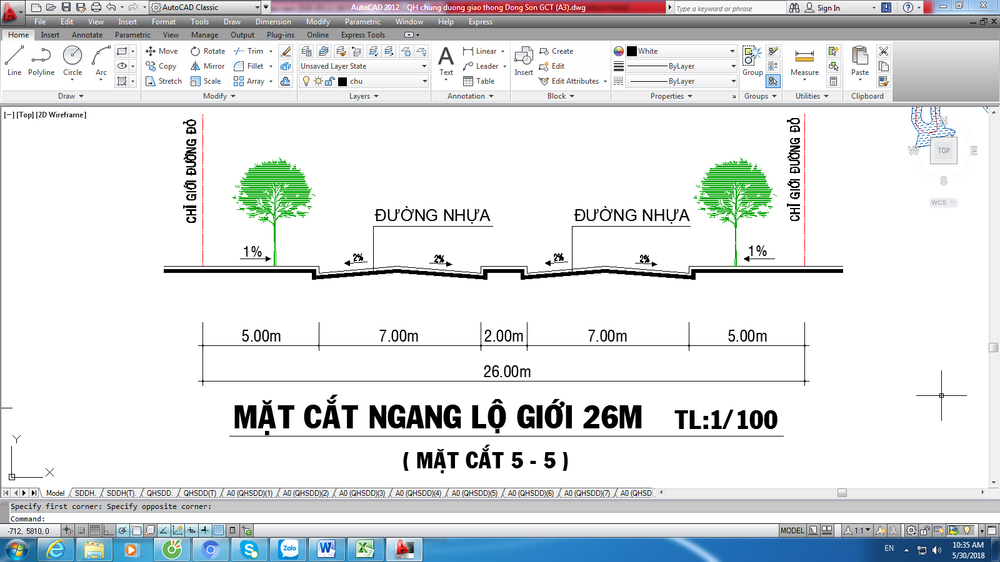 AutoCAD Classic
AutoCAD 2012    QH chung duong giao thong Dong Son GCT (A3).dwg
Type a keyword or phrase
Sign In
File Edit View Insert Format Tools Draw Dimension Modify Parametric Window Help Express
Home Insert Annotate Parametric View Manage Output Plug-ins Online Express Tools
Line Polyline Circle Arc
Move Rotate Trim
Copy Mirror Fillet
Stretch Scale Array
Unsaved Layer State
chu
Text
Linear
Leader
Table
Insert
Create
Edit
Edit Attributes
White
ByLayer
ByLayer
Group
Measure
Paste
Draw Modify Layers Annotation Block Properties Groups Utilities Clipboard
[−] [Top] [2D Wireframe]
CHỈ GIỚI ĐƯỜNG ĐỎ
CHỈ GIỚI ĐƯỜNG ĐỎ
N
W TOP E
S
WCS
ĐƯỜNG NHỰA ĐƯỜNG NHỰA
1% 2% 2% 2% 2% 1%
5.00m 7.00m 2.00m 7.00m 5.00m
26.00m
MẶT CẮT NGANG LỘ GIỚI 26M TL:1/100
( MẶT CẮT 5 - 5 )
Y
X
Model SDDH. SDDH(T). QHSDD. QHSDD(T) A0 (QHSDD)(1) A0 (QHSDD)(2) A0 (QHSDD)(3) A0 (QHSDD)(4) A0 (QHSDD)(5) A0 (QHSDD)(6) A0 (QHSDD)(7) A0 (QHSD
Specify first corner: Specify opposite corner:
Command:
-712, 5810, 0
MODEL
1:1
Zalo
EN
10:35 AM
5/30/2018